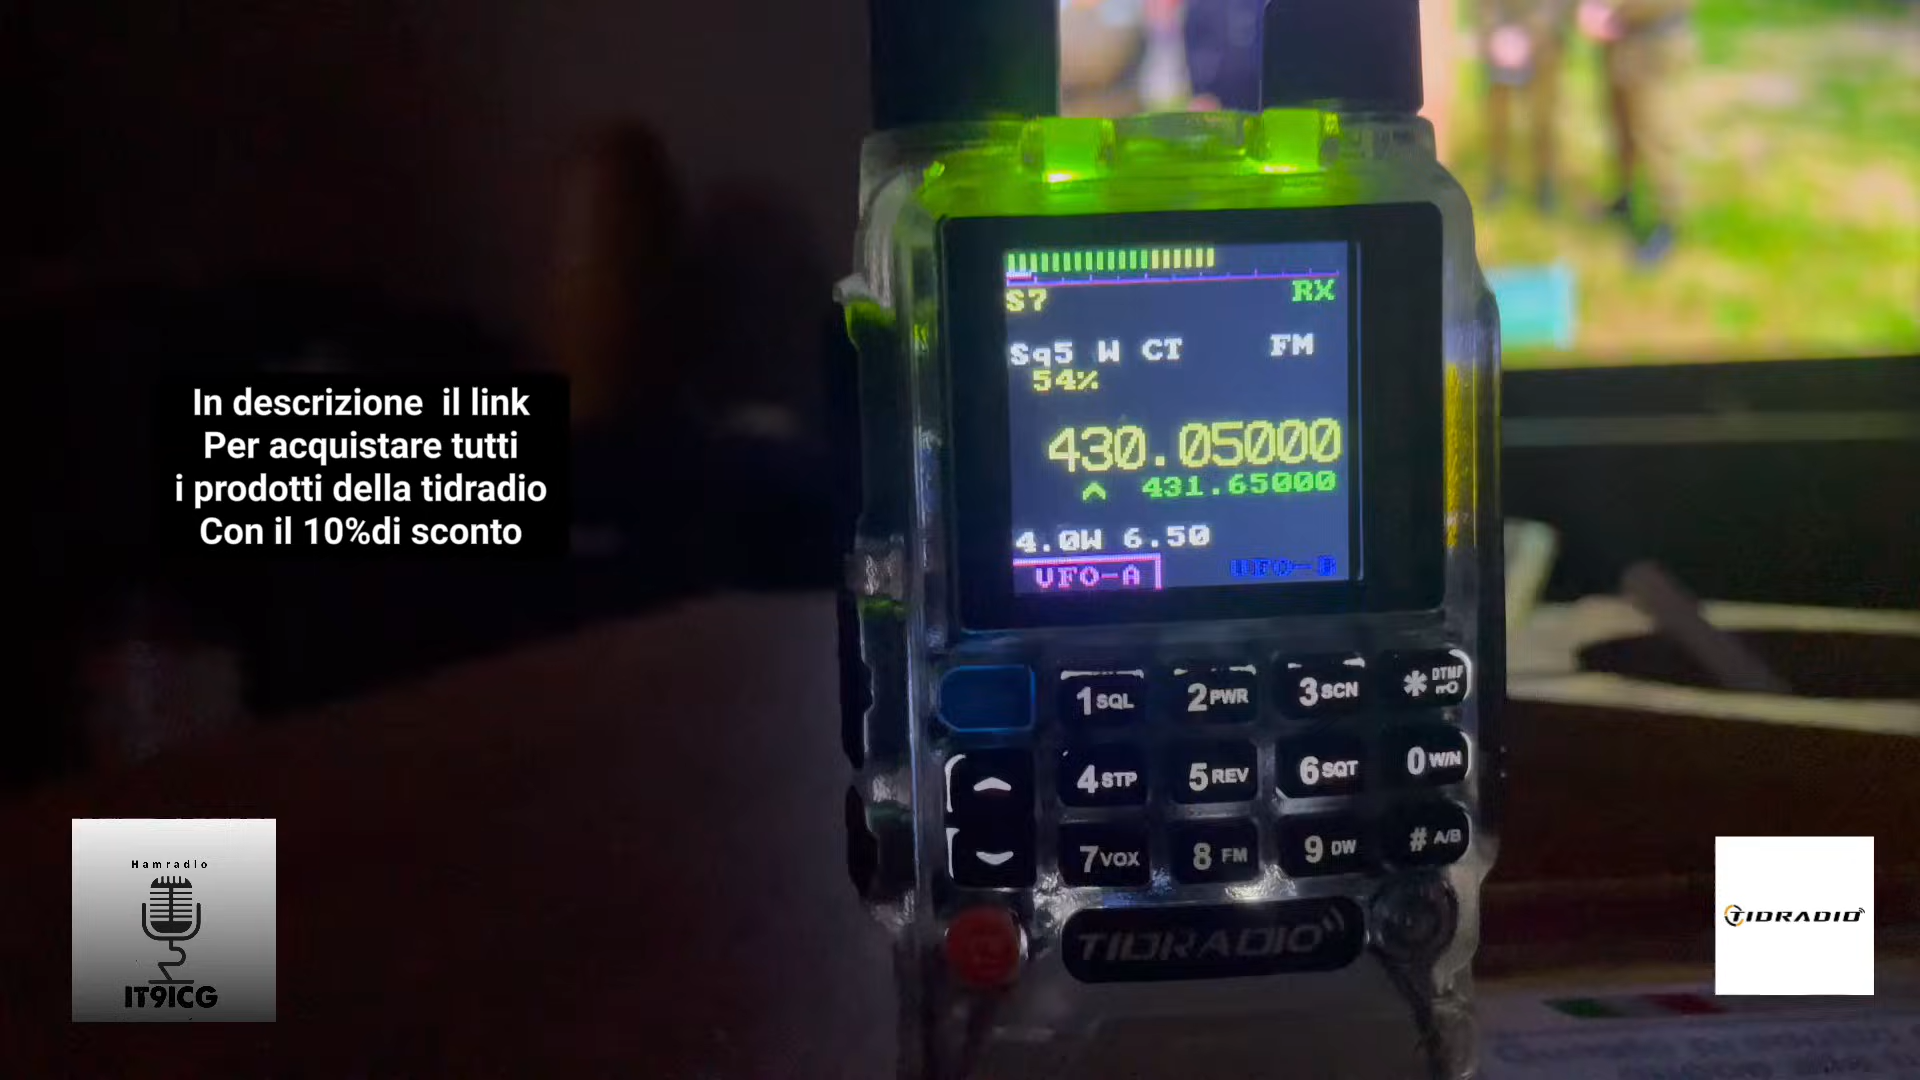 In descrizione  il link
Per acquistare tutti
i prodotti della tidradio
Con il 10%di sconto
S7 RX
Sq5 W CT FM
54%
430.05000
431.65000
4.0W 6.50
VFO-A VFO-B
1 SQL 2 PWR 3 SCN * DTMF
4 STP 5 REV 6 SQT 0 W/N
7 VOX 8 FM 9 DW # A/B
TIDRADIO
Hamradio
IT9ICG
TIDRADIO